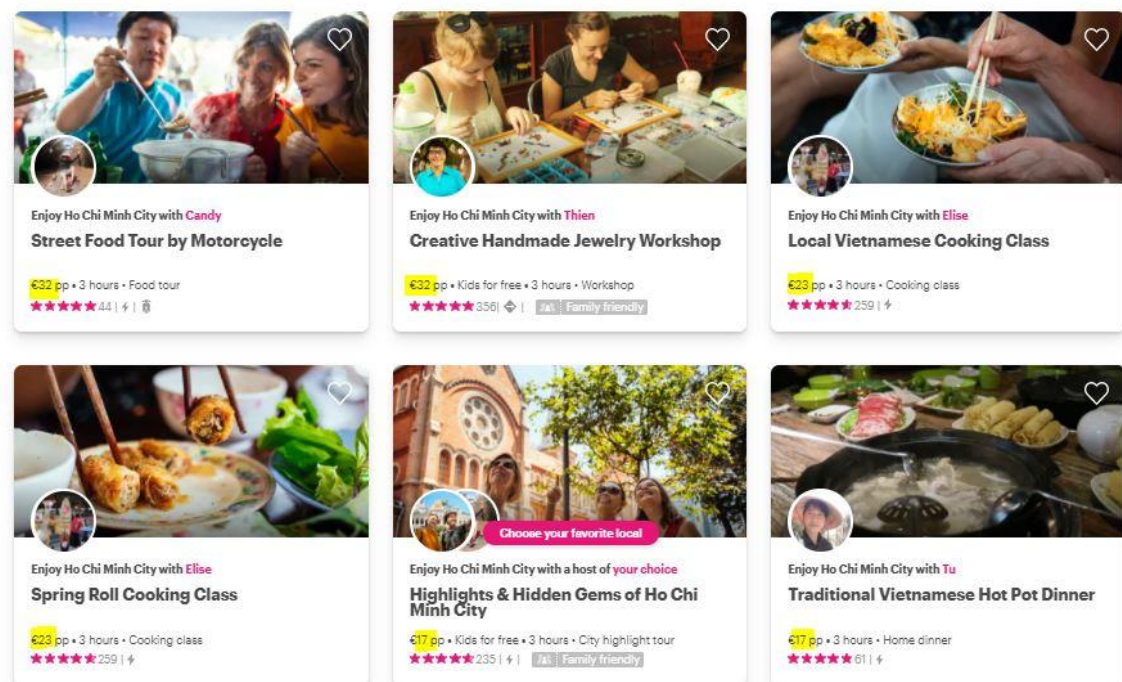 Enjoy Ho Chi Minh City with Candy
Street Food Tour by Motorcycle
€32 pp • 3 hours • Food tour
44 | |
Enjoy Ho Chi Minh City with Thien
Creative Handmade Jewelry Workshop
€32 pp • Kids for free • 3 hours • Workshop
356| | Family friendly
Enjoy Ho Chi Minh City with Elise
Local Vietnamese Cooking Class
€23 pp • 3 hours • Cooking class
259 |
Enjoy Ho Chi Minh City with Elise
Spring Roll Cooking Class
€23 pp • 3 hours • Cooking class
259 |
Choose your favorite local
Enjoy Ho Chi Minh City with a host of your choice
Highlights & Hidden Gems of Ho Chi
Minh City
€17 pp • Kids for free • 3 hours • City highlight tour
235 | | Family friendly
Enjoy Ho Chi Minh City with Tu
Traditional Vietnamese Hot Pot Dinner
€17 pp • 3 hours • Home dinner
61 |